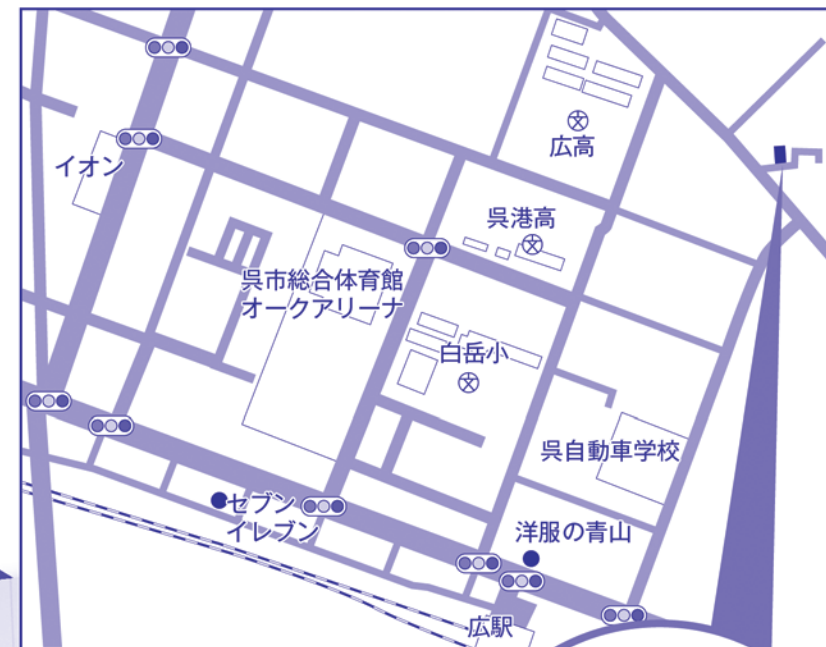 広高
イオン
呉港高
呉市総合体育館
オークアリーナ
白岳小
呉自動車学校
セブン
イレブン
洋服の青山
広駅